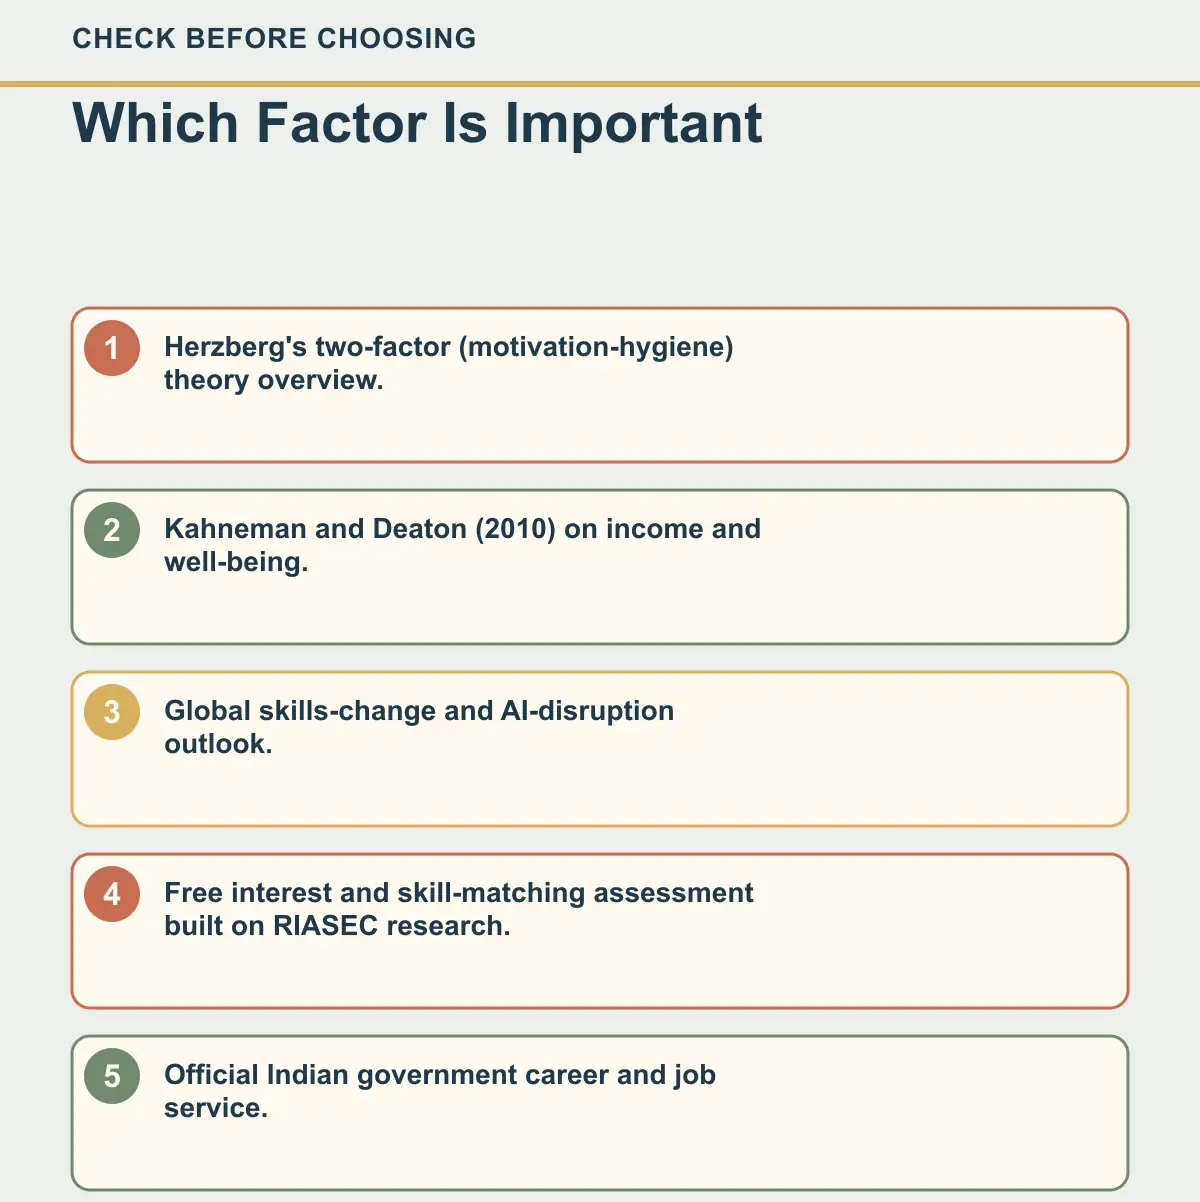 CHECK BEFORE CHOOSING
Which Factor Is Important
1
Herzberg's two-factor (motivation-hygiene)
theory overview.
2
Kahneman and Deaton (2010) on income and
well-being.
3
Global skills-change and AI-disruption
outlook.
4
Free interest and skill-matching assessment
built on RIASEC research.
5
Official Indian government career and job
service.